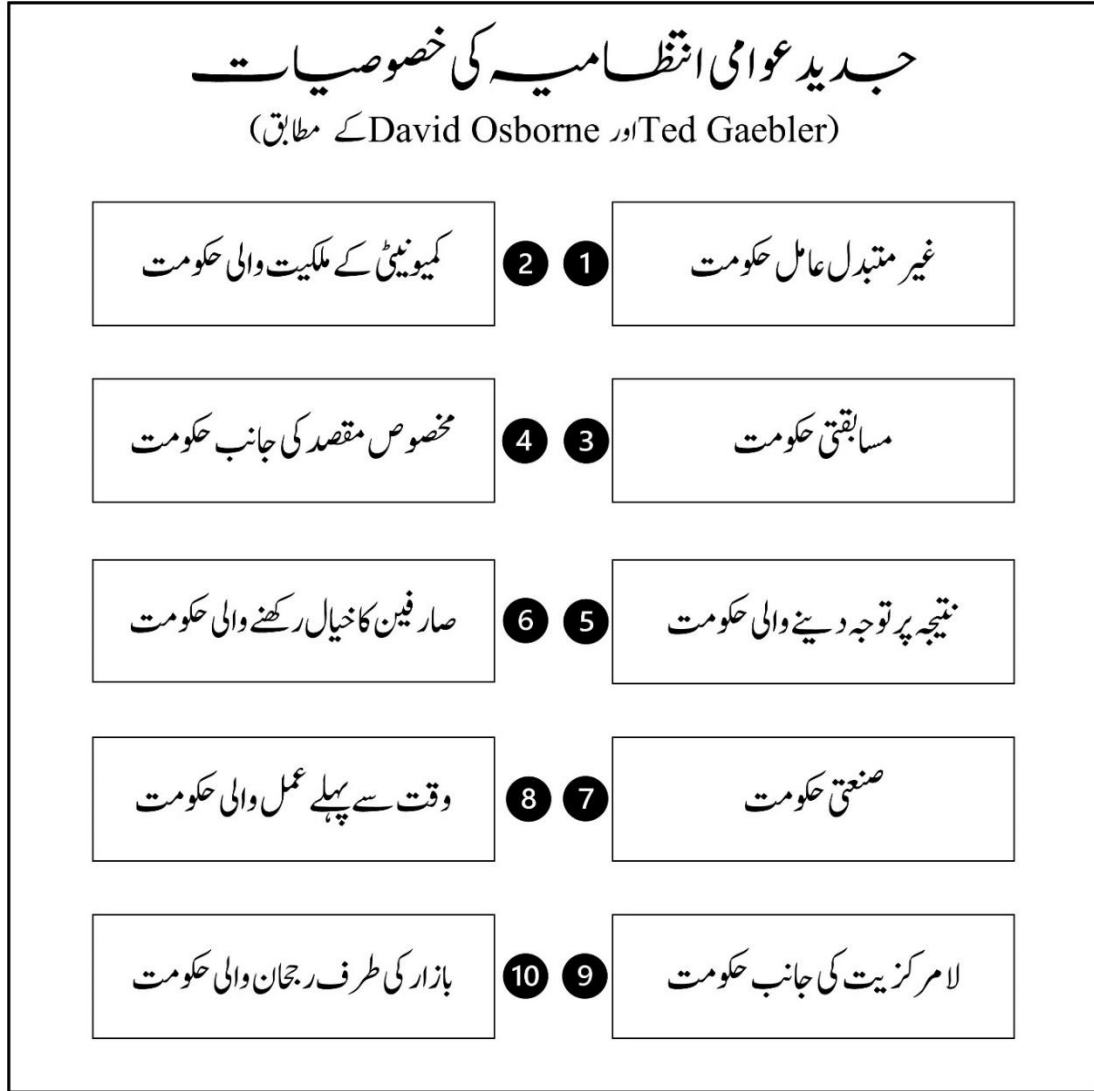 جدید عوامی انتظامیہ کی خصوصیات
(Ted Gaebler اور David Osborne کے مطابق)
1 غیر متبدل عامل حکومت
2 کمیونیٹی کے ملکیت والی حکومت
3 مسابقتی حکومت
4 مخصوص مقصد کی جانب حکومت
5 نتیجہ پر توجہ دینے والی حکومت
6 صارفین کا خیال رکھنے والی حکومت
7 صنعتی حکومت
8 وقت سے پہلے عمل والی حکومت
9 لامرکزیت کی جانب حکومت
10 بازار کی طرف رجحان والی حکومت